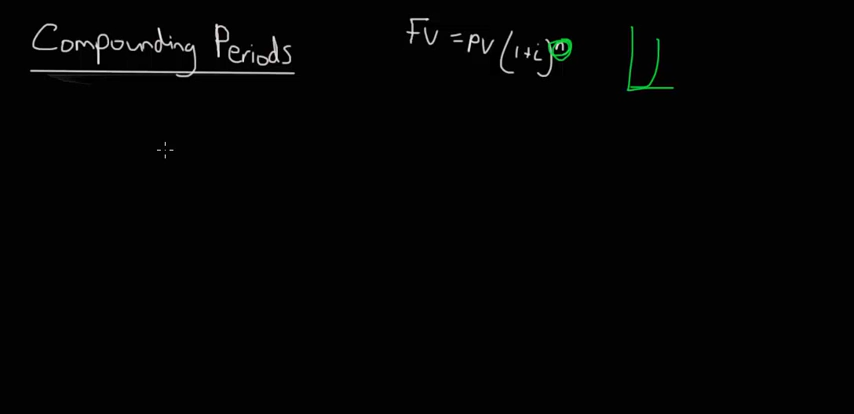 Compounding Periods
FV = PV (1+i)^n